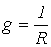 g = 1/R